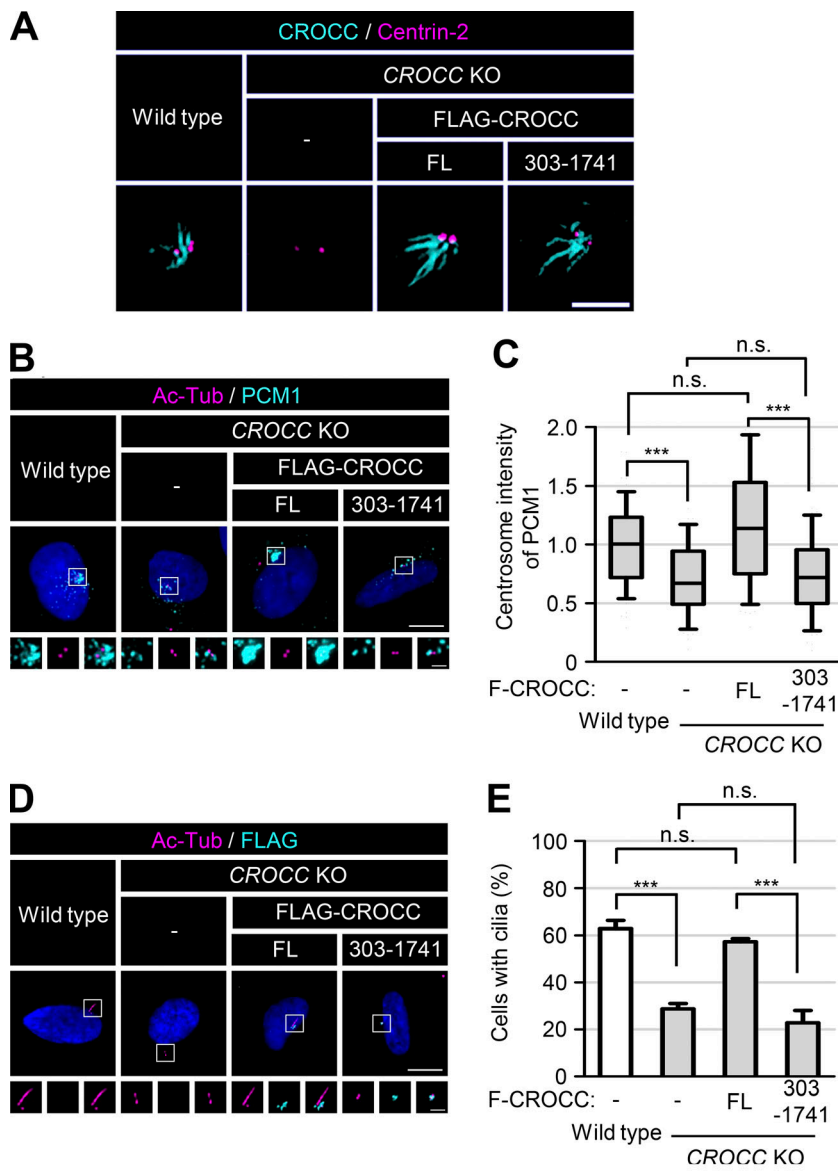 A
CROCC / Centrin-2
CROCC KO
Wild type
-
FLAG-CROCC
FL
303-1741
B
Ac-Tub / PCM1
CROCC KO
Wild type
-
FLAG-CROCC
FL
303-1741
C
n.s.
n.s.
***
***
Centrosome intensity
of PCM1
2.0
1.5
1.0
0.5
0
F-CROCC:
-
-
FL
303
-1741
Wild type
CROCC KO
D
Ac-Tub / FLAG
CROCC KO
Wild type
-
FLAG-CROCC
FL
303-1741
E
n.s.
n.s.
***
***
Cells with cilia (%)
100
80
60
40
20
0
F-CROCC:
-
-
FL
303
-1741
Wild type
CROCC KO